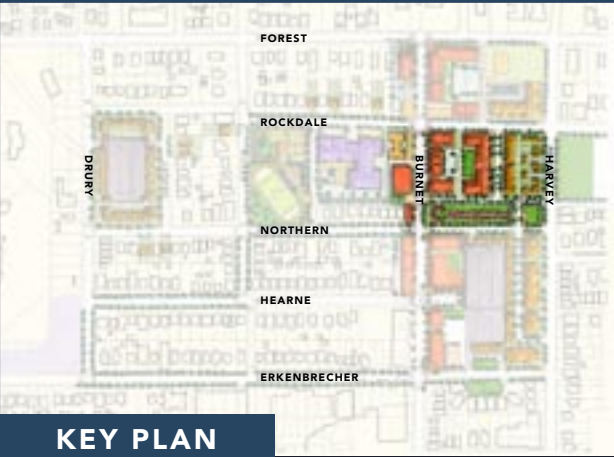 FOREST
ROCKDALE
DRURY
BURNET
HARVEY
NORTHERN
HEARNE
ERKENBRECHER
KEY PLAN